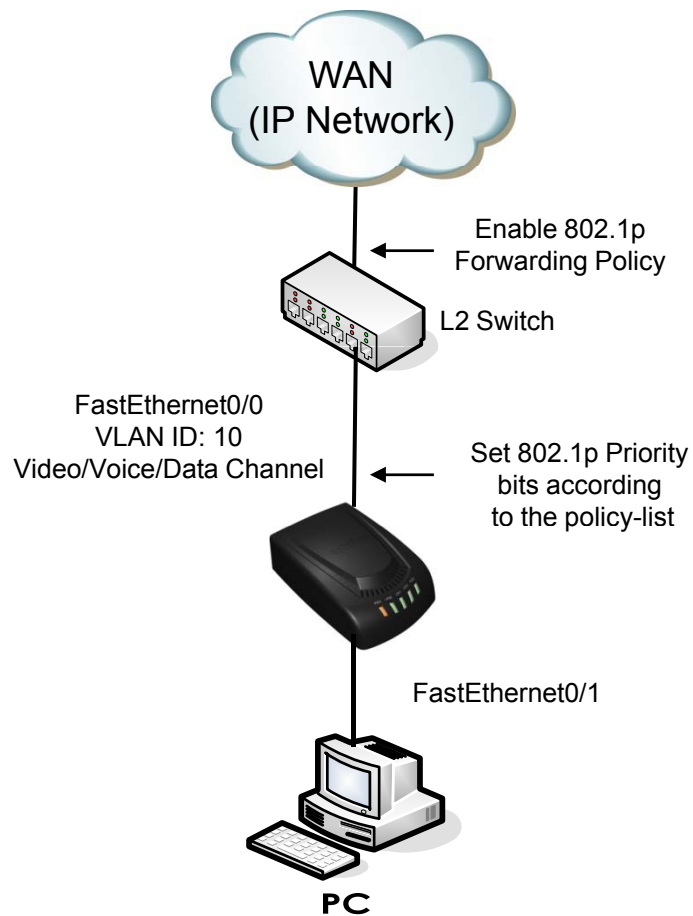 WAN
(IP Network)
Enable 802.1p
Forwarding Policy
L2 Switch
FastEthernet0/0
VLAN ID: 10
Video/Voice/Data Channel
Set 802.1p Priority
bits according
to the policy-list
FastEthernet0/1
PC